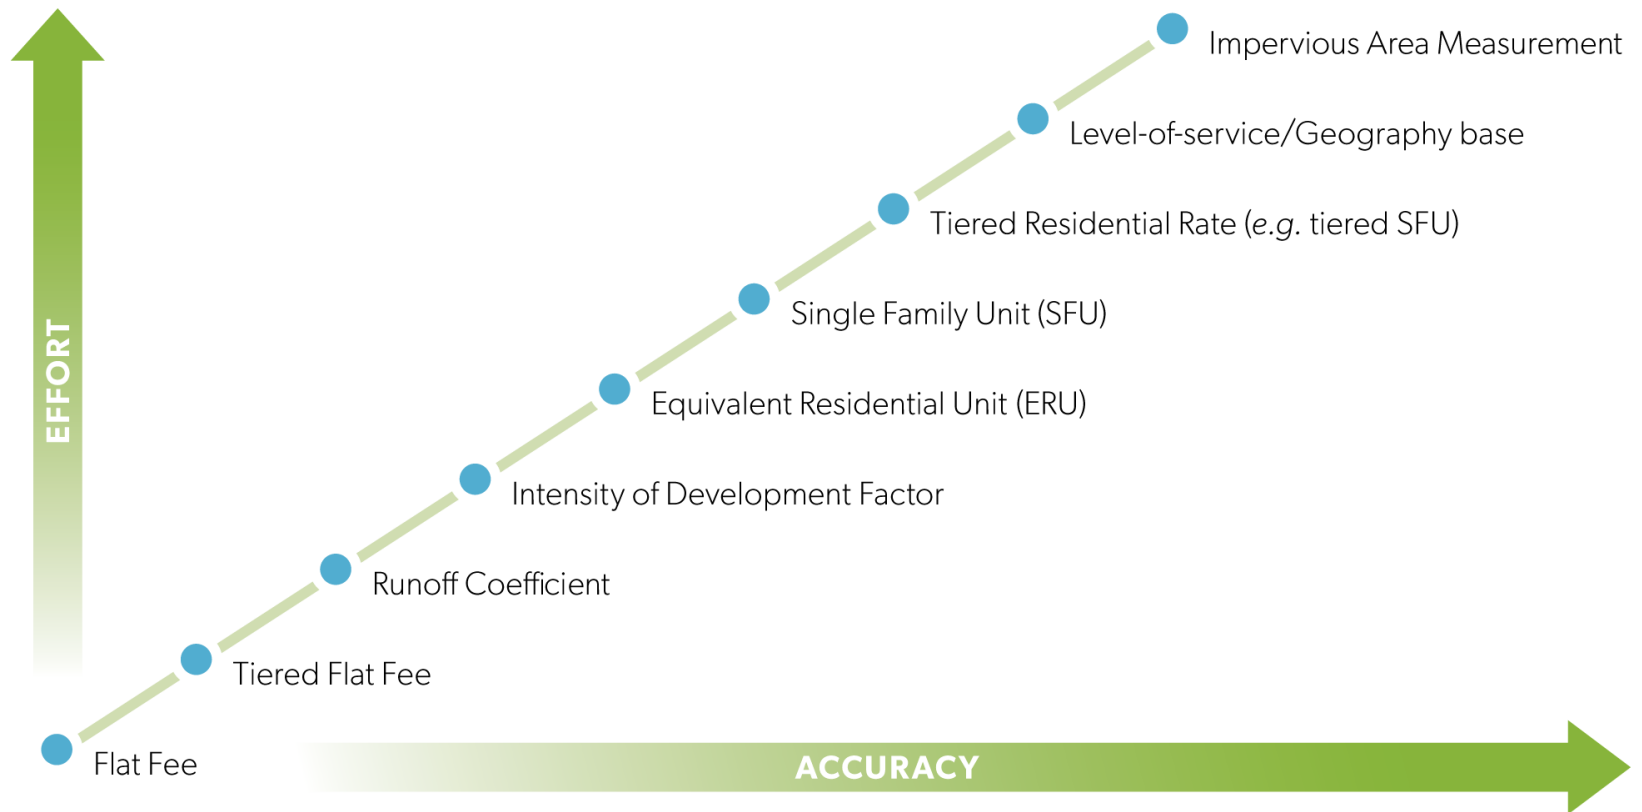 Impervious Area Measurement
Level-of-service/Geography base
Tiered Residential Rate (e.g. tiered SFU)
Single Family Unit (SFU)
EFFORT
Equivalent Residential Unit (ERU)
Intensity of Development Factor
Runoff Coefficient
Tiered Flat Fee
Flat Fee
ACCURACY